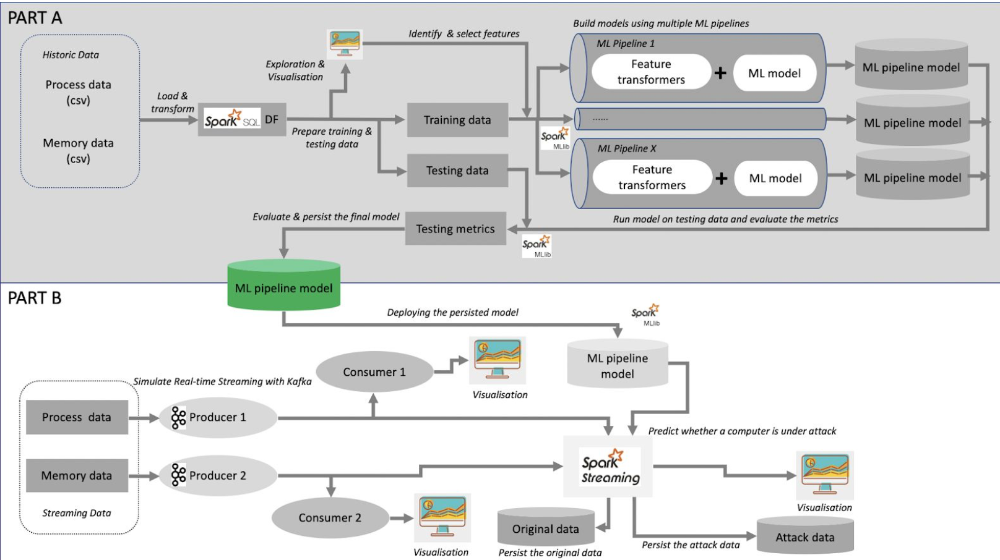 PART A
Historic Data
Process data
(csv)
Memory data
(csv)
Load &
transform
Spark SQL DF
Exploration &
Visualisation
Identify & select features
Prepare training &
testing data
Training data
Testing data
Spark
MLlib
Build models using multiple ML pipelines
ML Pipeline 1
Feature
transformers
+
ML model
ML pipeline model
......
ML pipeline model
ML Pipeline X
Feature
transformers
+
ML model
ML pipeline model
Run model on testing data and evaluate the metrics
Spark
MLlib
Testing metrics
Evaluate & persist the final model
ML pipeline model
PART B
Deploying the persisted model
Spark
MLlib
ML pipeline
model
Simulate Real-time Streaming with Kafka
Process data
Memory data
Streaming Data
Producer 1
Producer 2
Consumer 1
Visualisation
Consumer 2
Visualisation
Spark
Streaming
Predict whether a computer is under attack
Visualisation
Original data
Persist the original data
Persist the attack data
Attack data